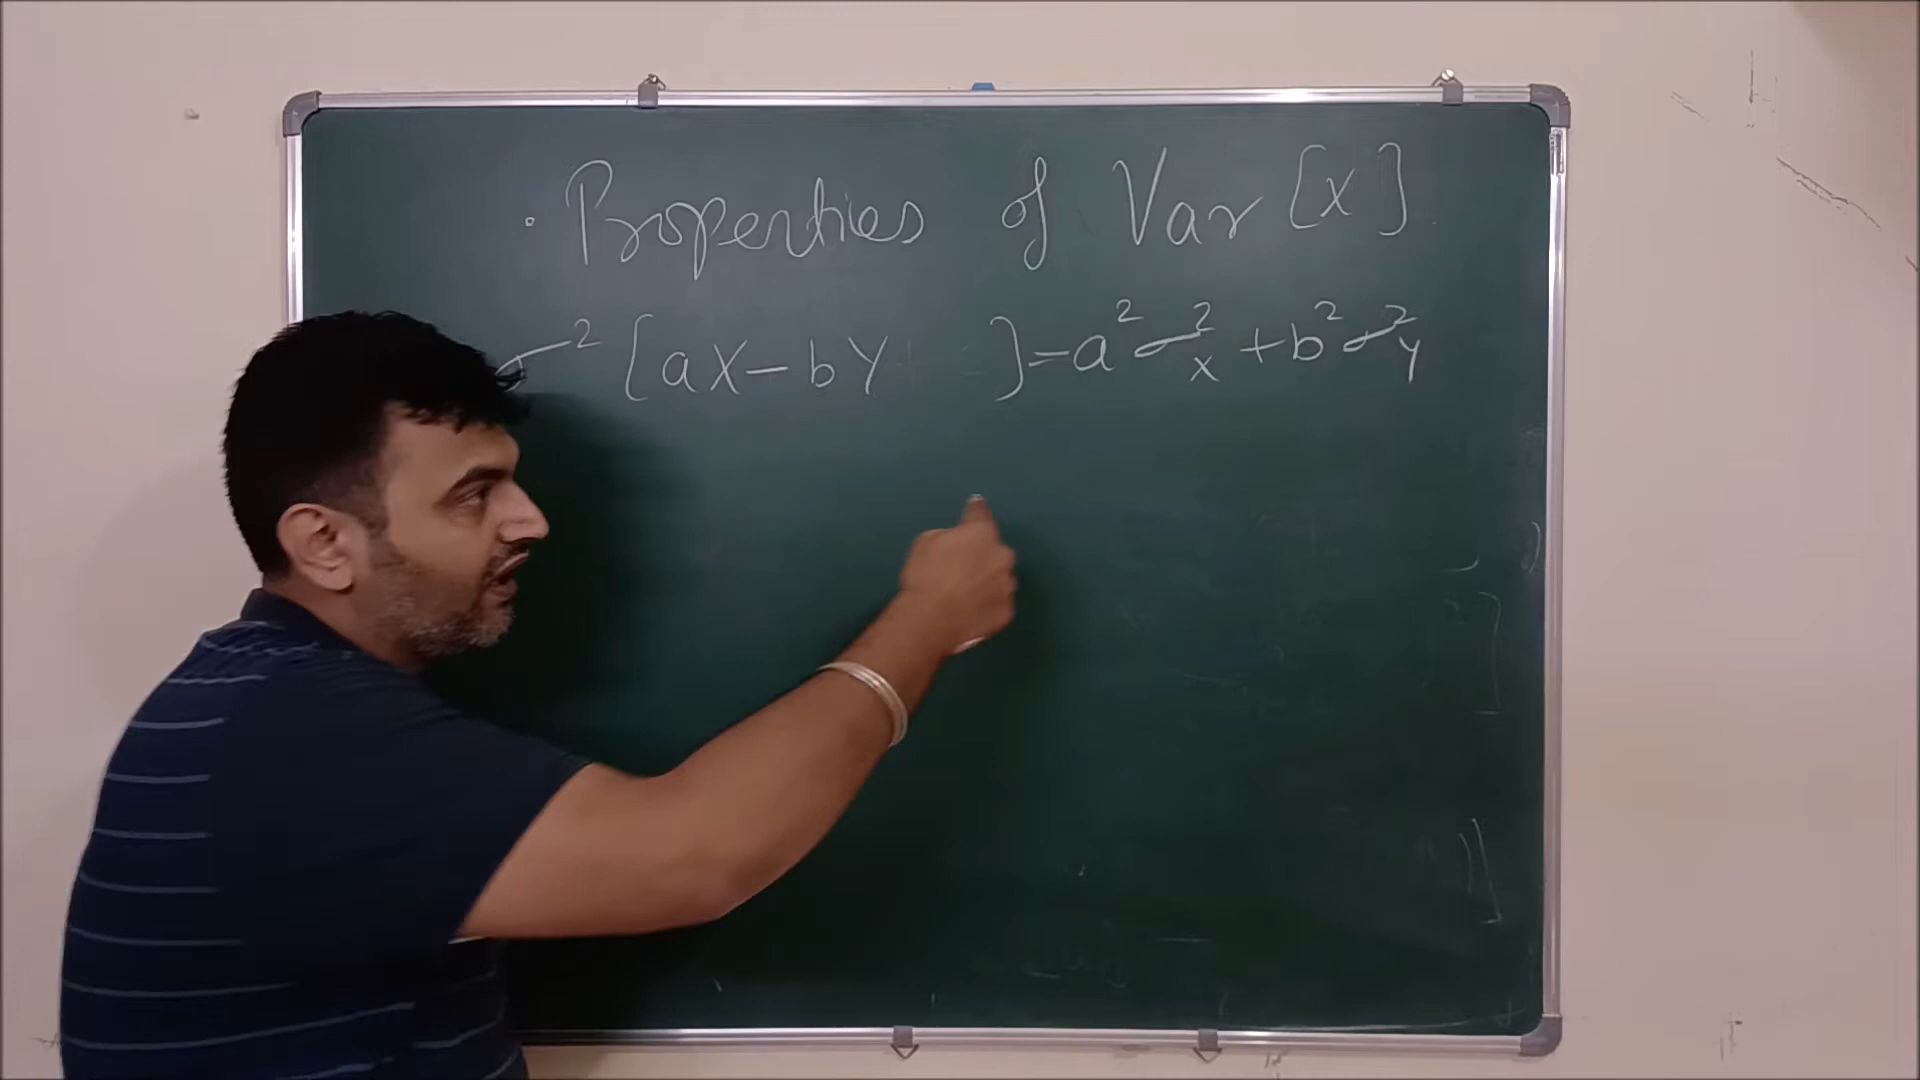 · Properties of Var [X]
σ² [aX - bY ] = a²σ²x + b²σ²y